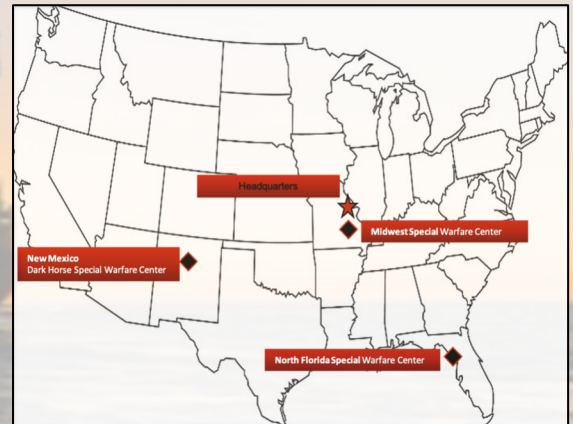 Headquarters
Midwest Special Warfare Center
New Mexico
Dark Horse Special Warfare Center
North Florida Special Warfare Center